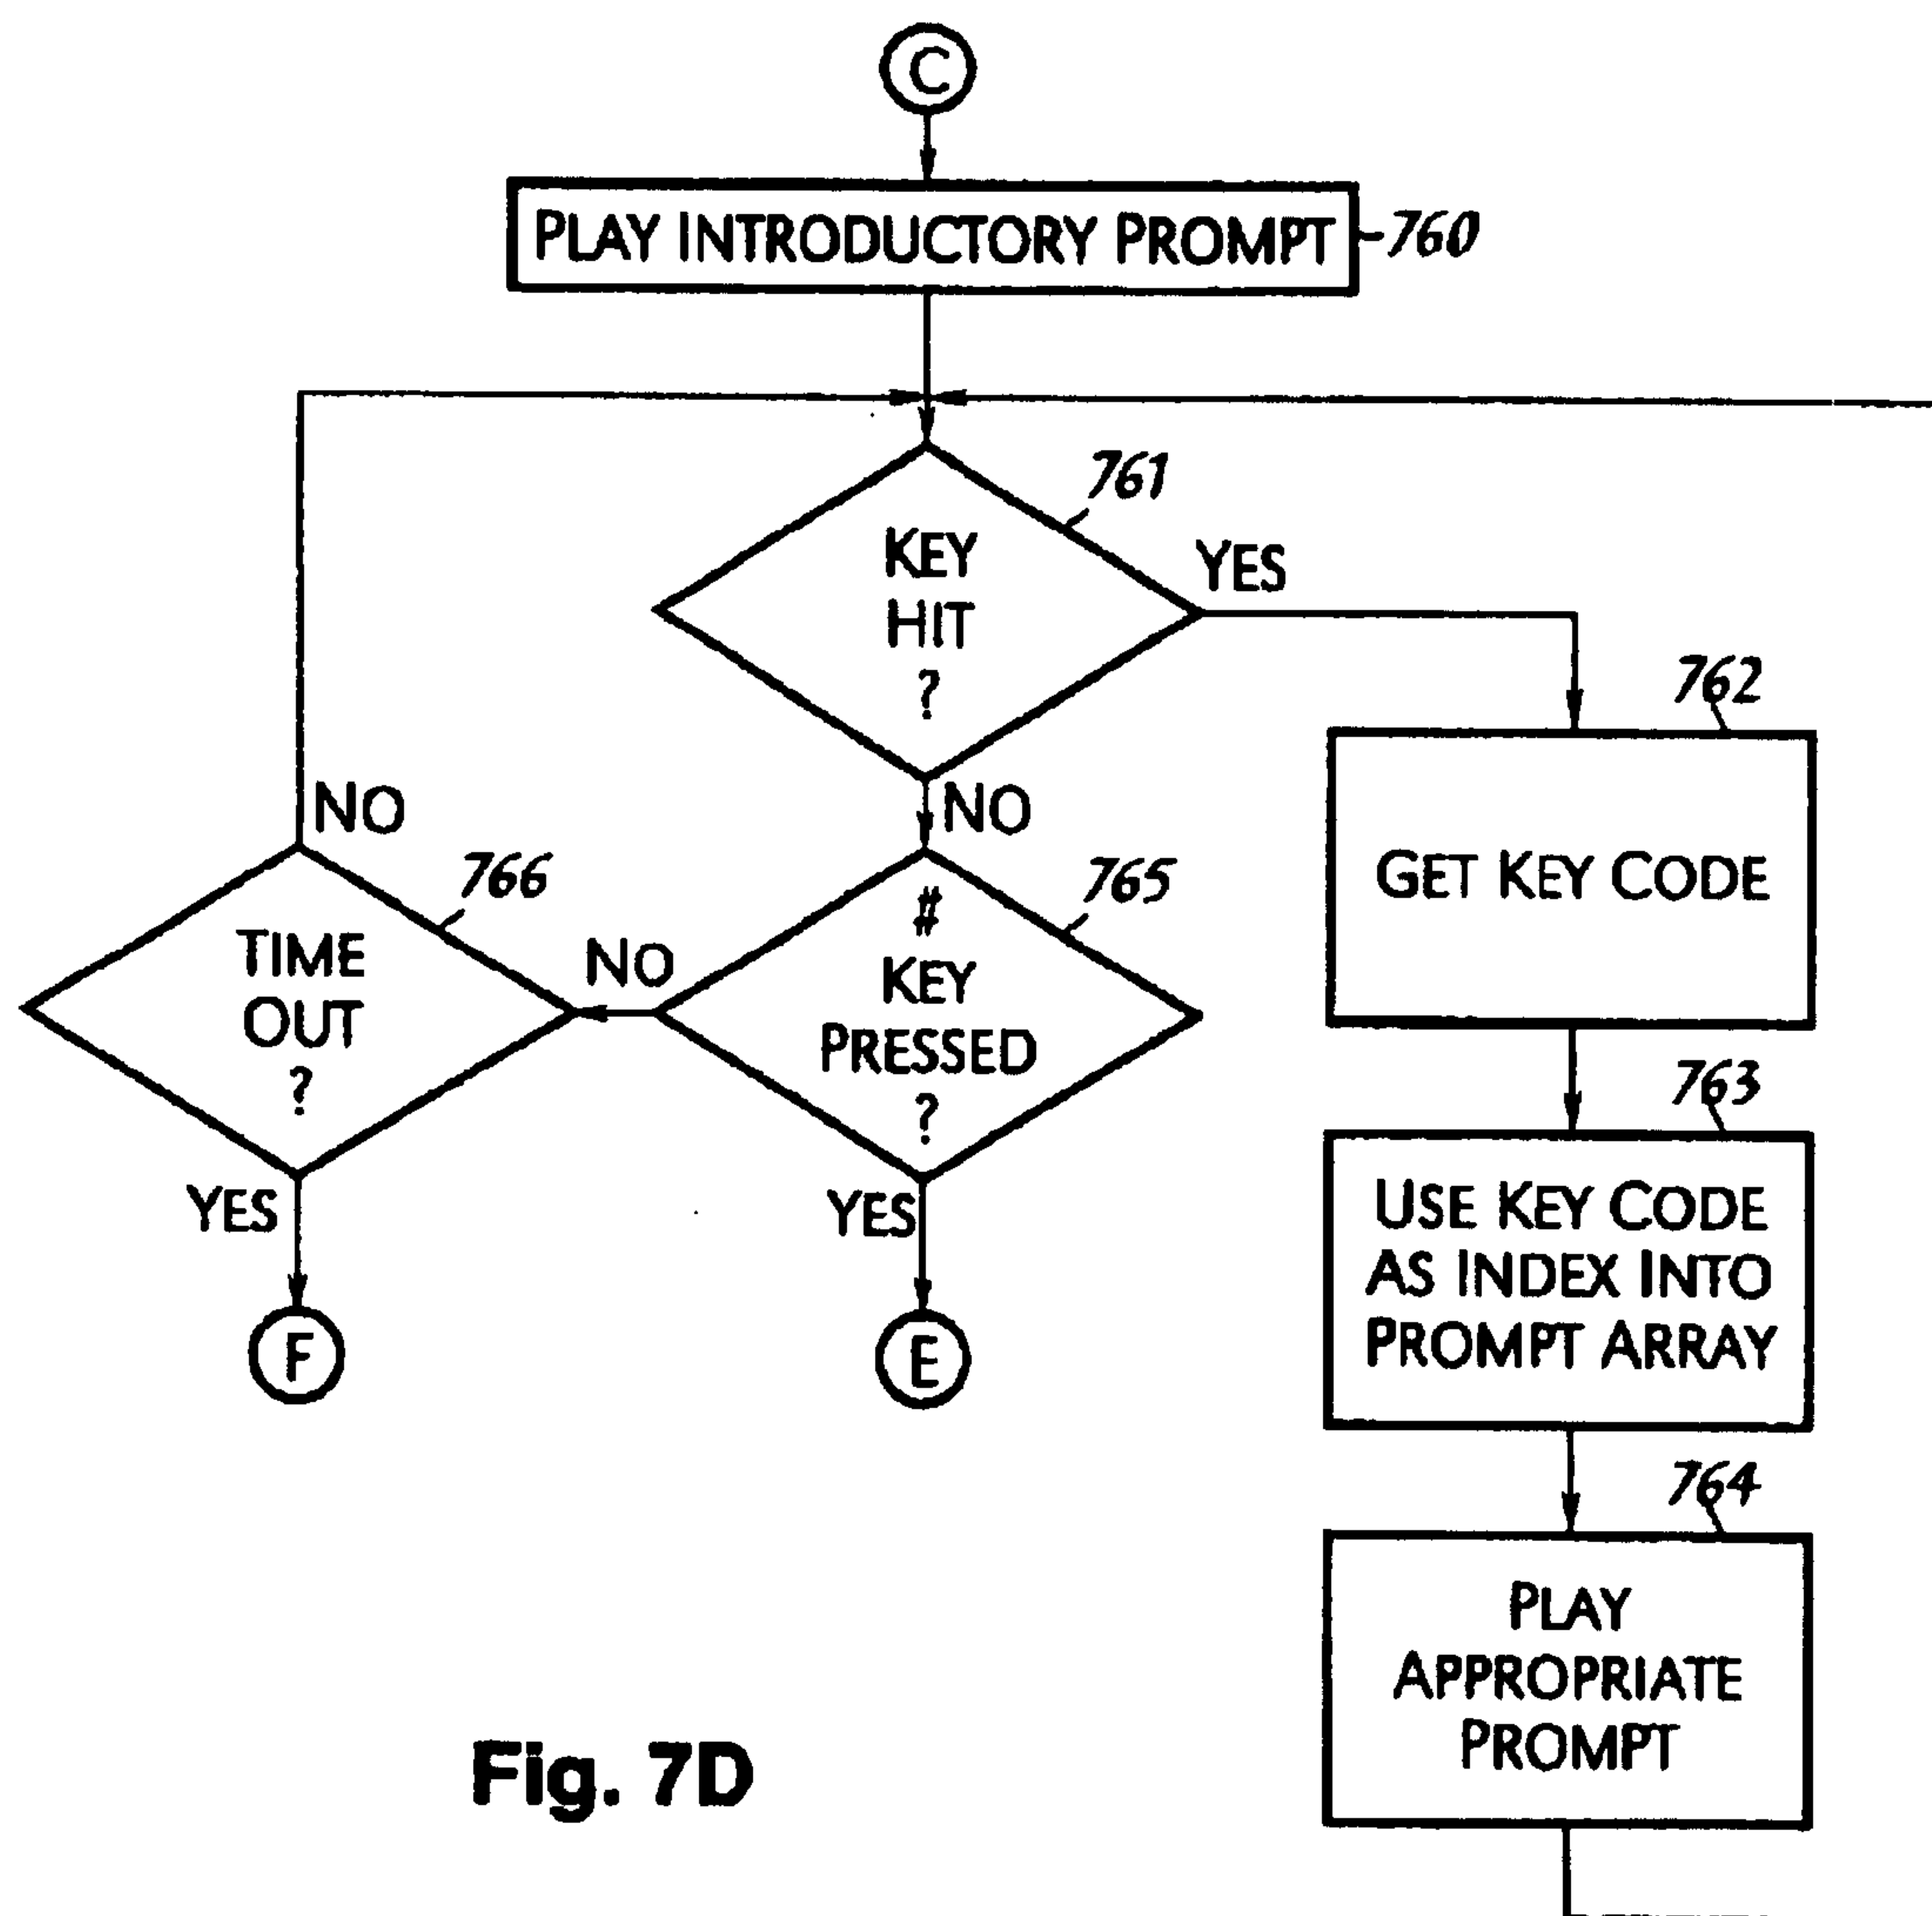 C
PLAY INTRODUCTORY PROMPT
760
761
KEY
HIT
?
YES
NO
762
GET KEY CODE
NO
766
TIME
OUT
?
NO
765
#
KEY
PRESSED
?
763
USE KEY CODE
AS INDEX INTO
PROMPT ARRAY
YES
YES
F
E
764
PLAY
APPROPRIATE
PROMPT
Fig. 7D